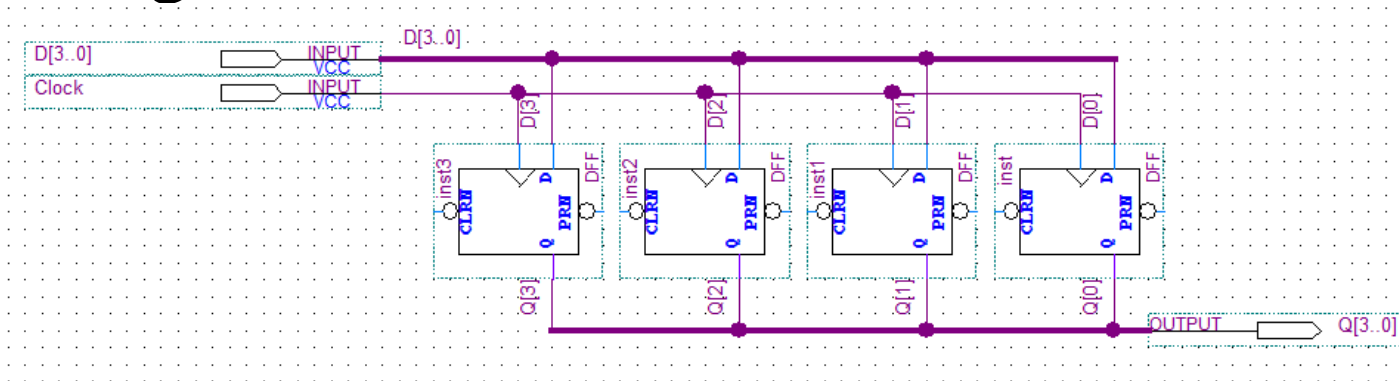 D[3..0] INPUT VCC D[3..0]
Clock INPUT VCC
D[3] D[2] D[1] D[0]
inst3 DFF inst2 DFF inst1 DFF inst DFF
CLRN D PRN Q CLRN D PRN Q CLRN D PRN Q CLRN D PRN Q
Q[3] Q[2] Q[1] Q[0]
OUTPUT Q[3..0]